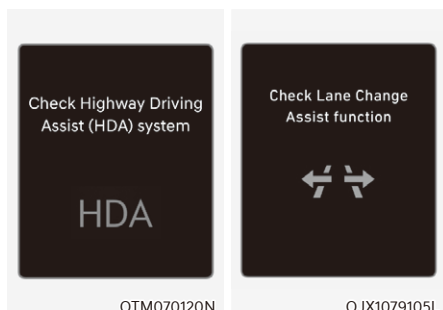 Check Highway Driving
Assist (HDA) system
HDA
OTM070120N
Check Lane Change
Assist function
OJX1079105L